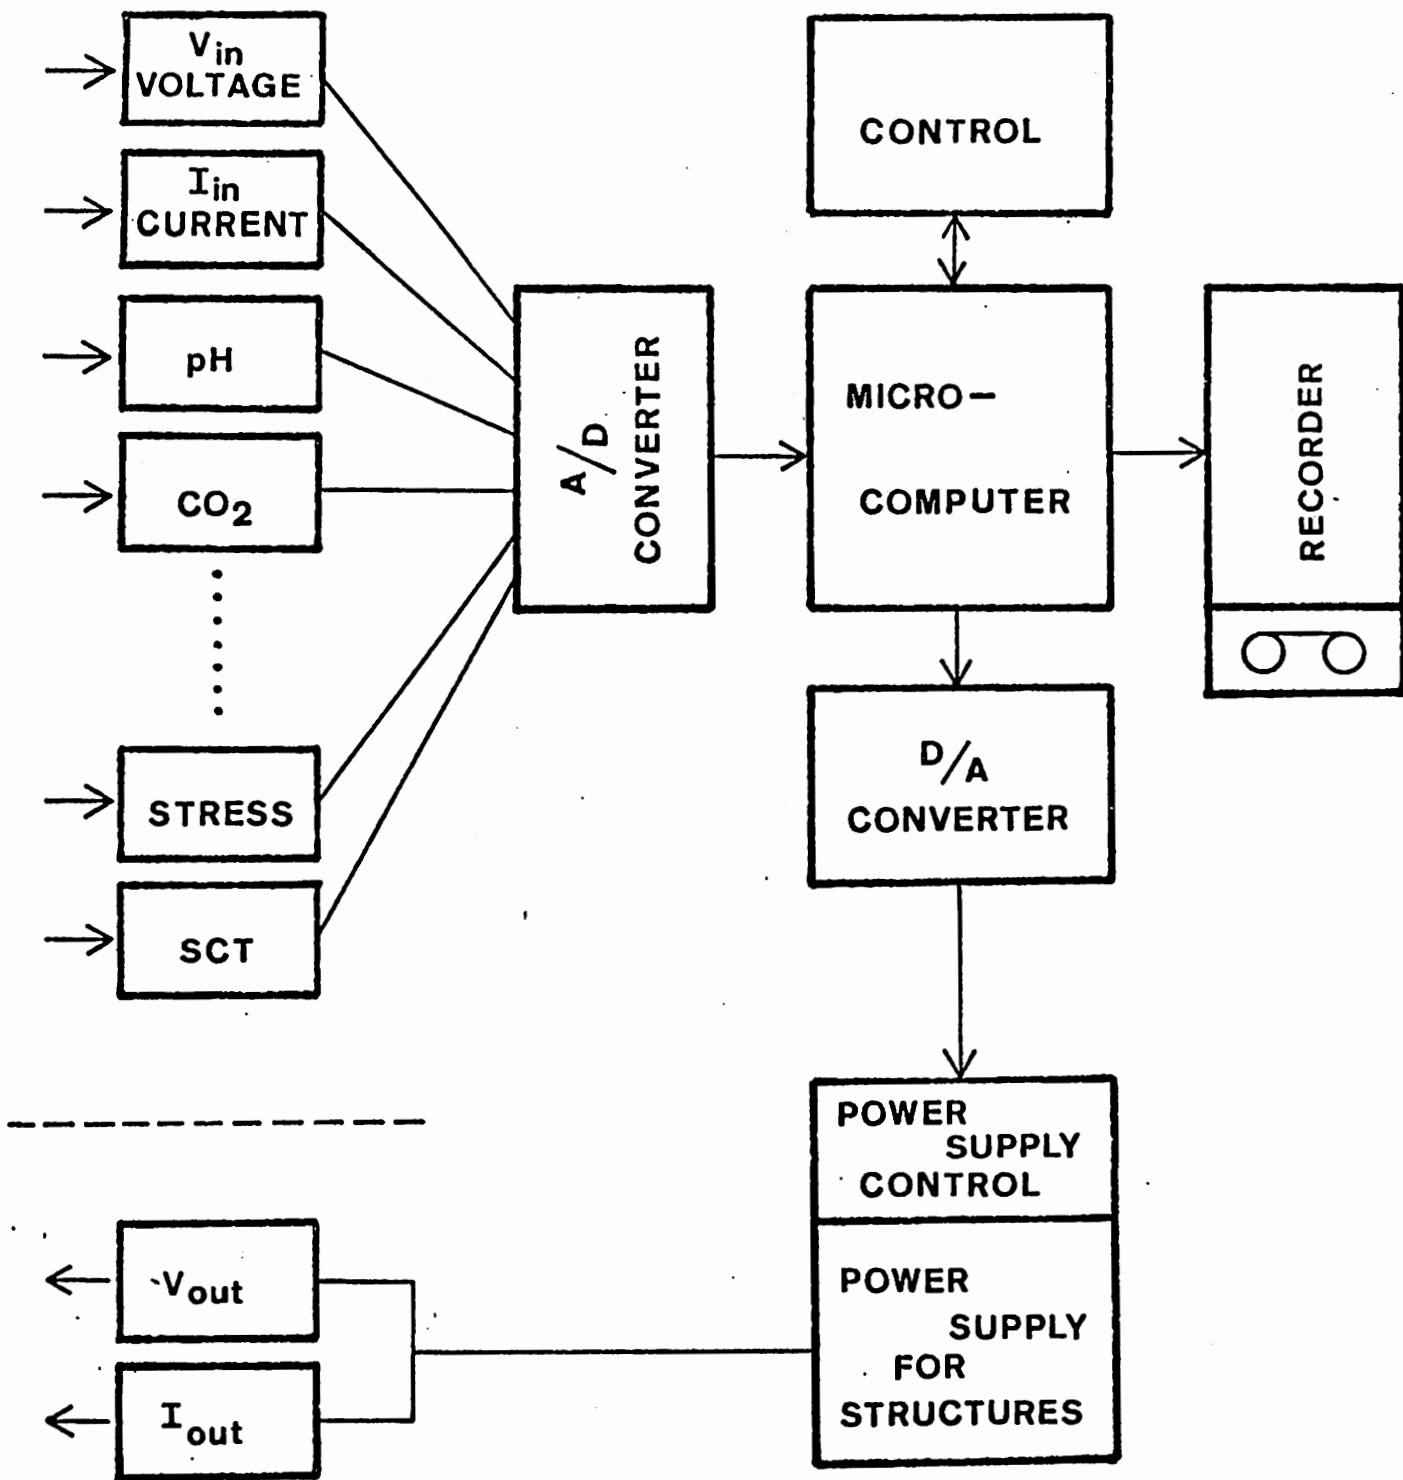 Vin
VOLTAGE
Iin
CURRENT
pH
CO2
STRESS
SCT
A/D
CONVERTER
CONTROL
MICRO-
COMPUTER
RECORDER
D/A
CONVERTER
POWER
SUPPLY
CONTROL
POWER
SUPPLY
FOR
STRUCTURES
Vout
Iout